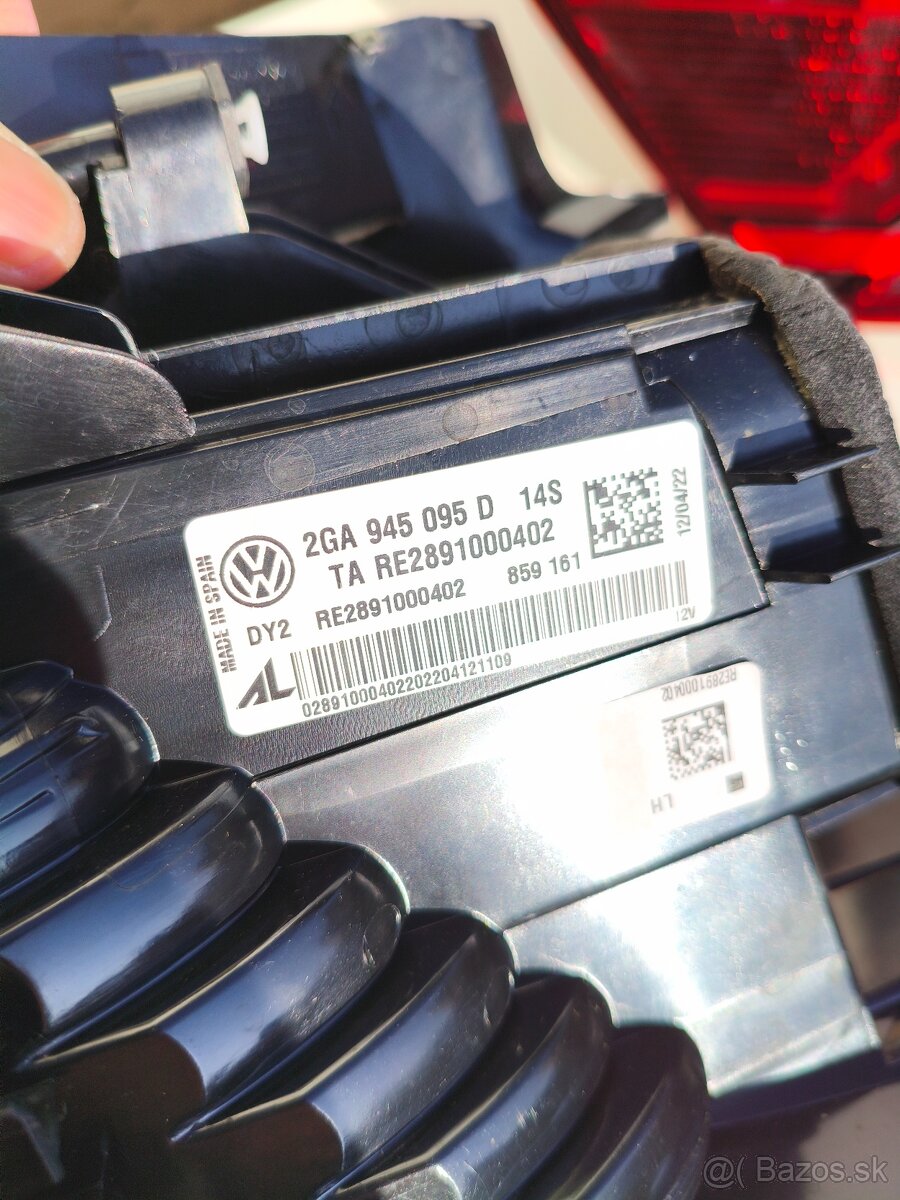 2GA 945 095 D 14S
TA RE2891000402
RE2891000402 859 161
DY2
MADE IN SPAIN
12/04/22
12V
AL
02891000402202204121109
RE2891000402
LH
@( Bazos.sk